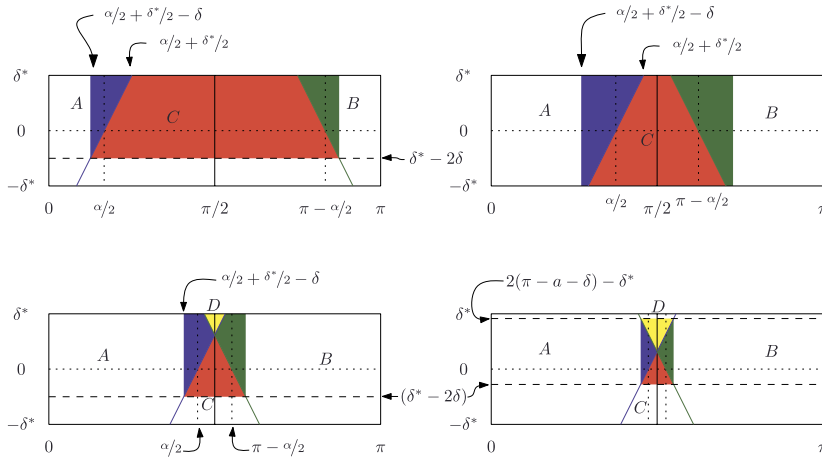 α/2 + δ*/2 − δ
α/2 + δ*/2
δ*
A
C
B
0
δ* − 2δ
−δ*
0
α/2
π/2
π − α/2
π
α/2 + δ*/2 − δ
α/2 + δ*/2
δ*
A
B
0
C
−δ*
0
α/2
π/2
π − α/2
π
α/2 + δ*/2 − δ
δ*
D
A
B
0
(δ* − 2δ)
C
−δ*
0
α/2
π − α/2
π
2(π − a − δ) − δ*
δ*
D
A
B
0
C
−δ*
0
π